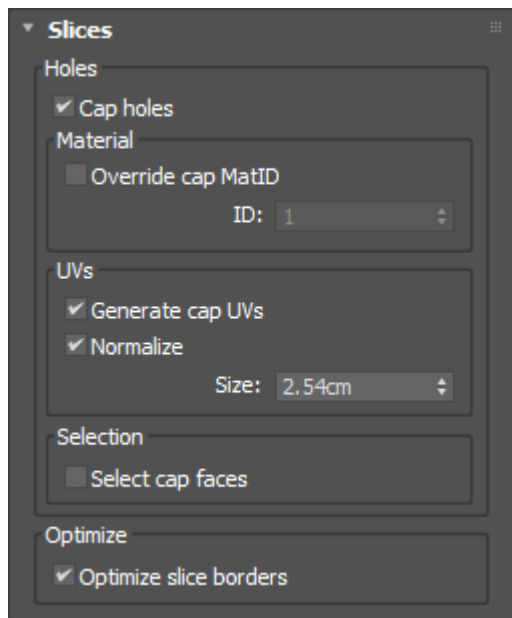 Slices
Holes
Cap holes
Material
Override cap MatID
ID: 1
UVs
Generate cap UVs
Normalize
Size: 2.54cm
Selection
Select cap faces
Optimize
Optimize slice borders